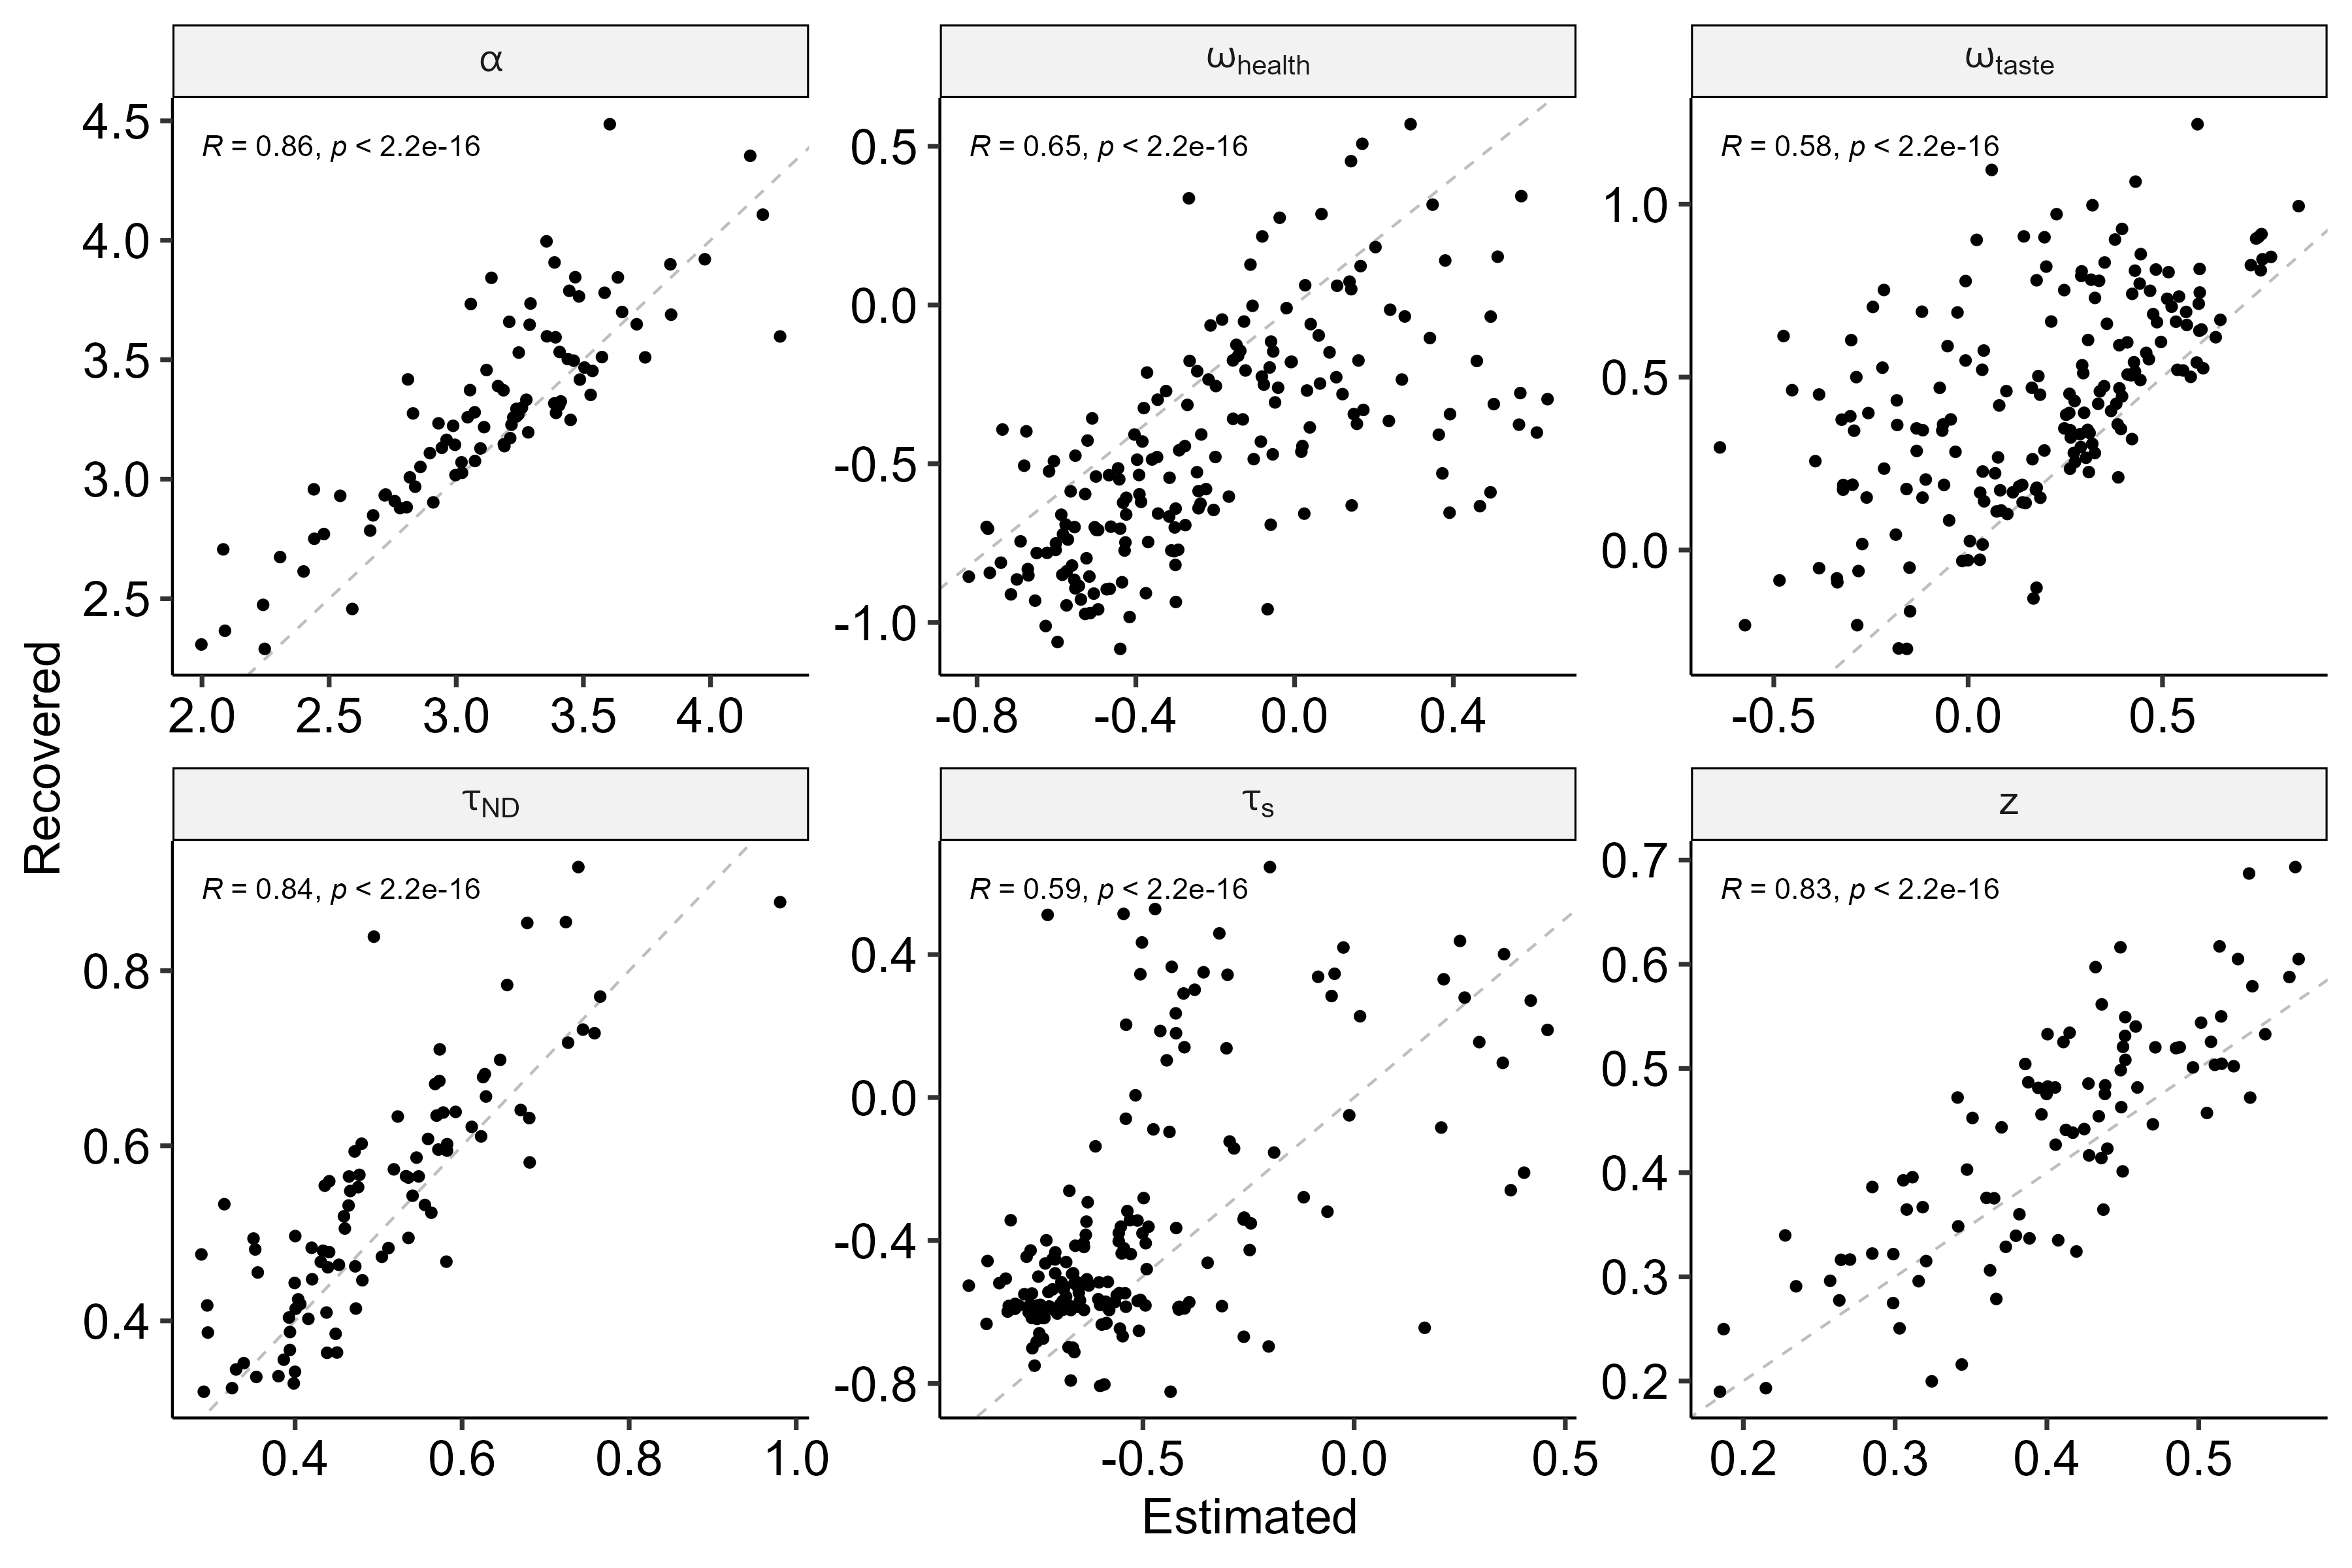 α
ωhealth
ωtaste
R = 0.86, p < 2.2e-16
R = 0.65, p < 2.2e-16
R = 0.58, p < 2.2e-16
4.5
4.0
3.5
3.0
2.5
0.5
0.0
-0.5
-1.0
1.0
0.5
0.0
2.0 2.5 3.0 3.5 4.0
-0.8 -0.4 0.0 0.4
-0.5 0.0 0.5
Recovered
τND
τs
z
R = 0.84, p < 2.2e-16
R = 0.59, p < 2.2e-16
R = 0.83, p < 2.2e-16
0.8
0.6
0.4
0.4
0.0
-0.4
-0.8
0.7
0.6
0.5
0.4
0.3
0.2
0.4 0.6 0.8 1.0
-0.5 0.0 0.5
0.2 0.3 0.4 0.5
Estimated